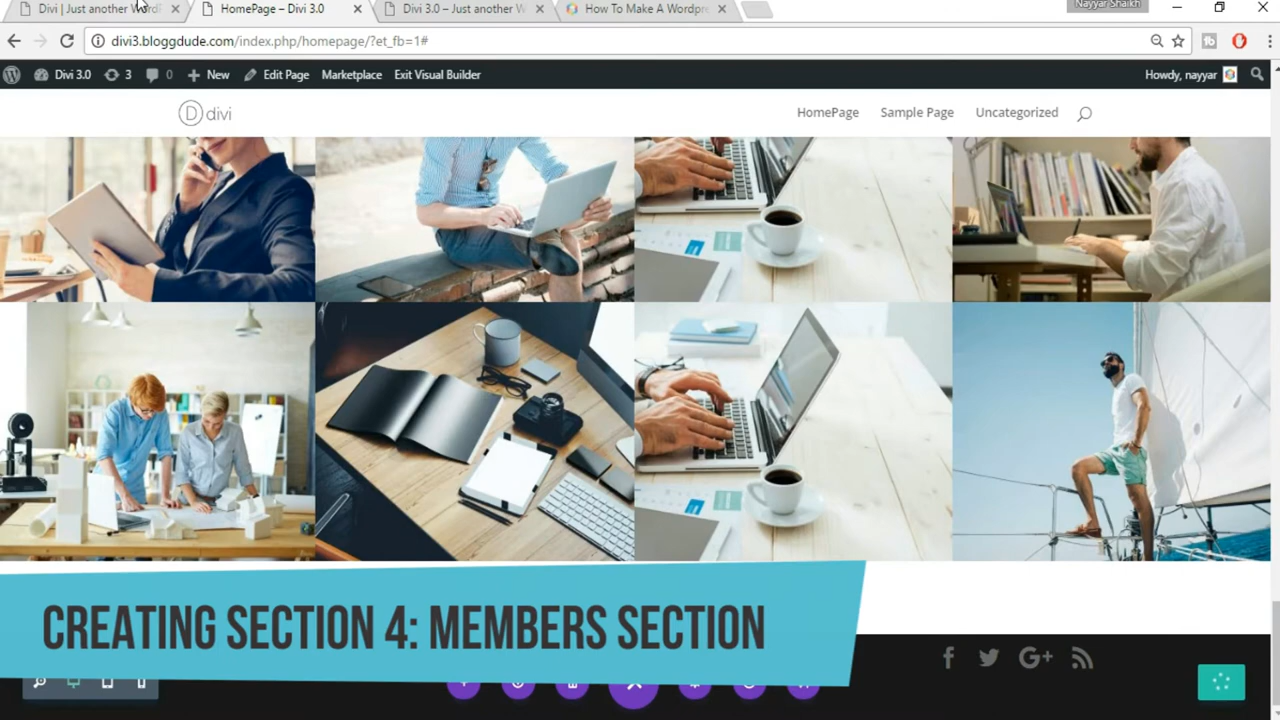 Divi | Just another WordP
HomePage – Divi 3.0
Divi 3.0 – Just another W
How To Make A Wordpre
Nayyar Shaikh
divi3.bloggdude.com/index.php/homepage/?et_fb=1#
Divi 3.0 3 0 New Edit Page Marketplace Exit Visual Builder Howdy, nayyar
D divi HomePage Sample Page Uncategorized
CREATING SECTION 4: MEMBERS SECTION